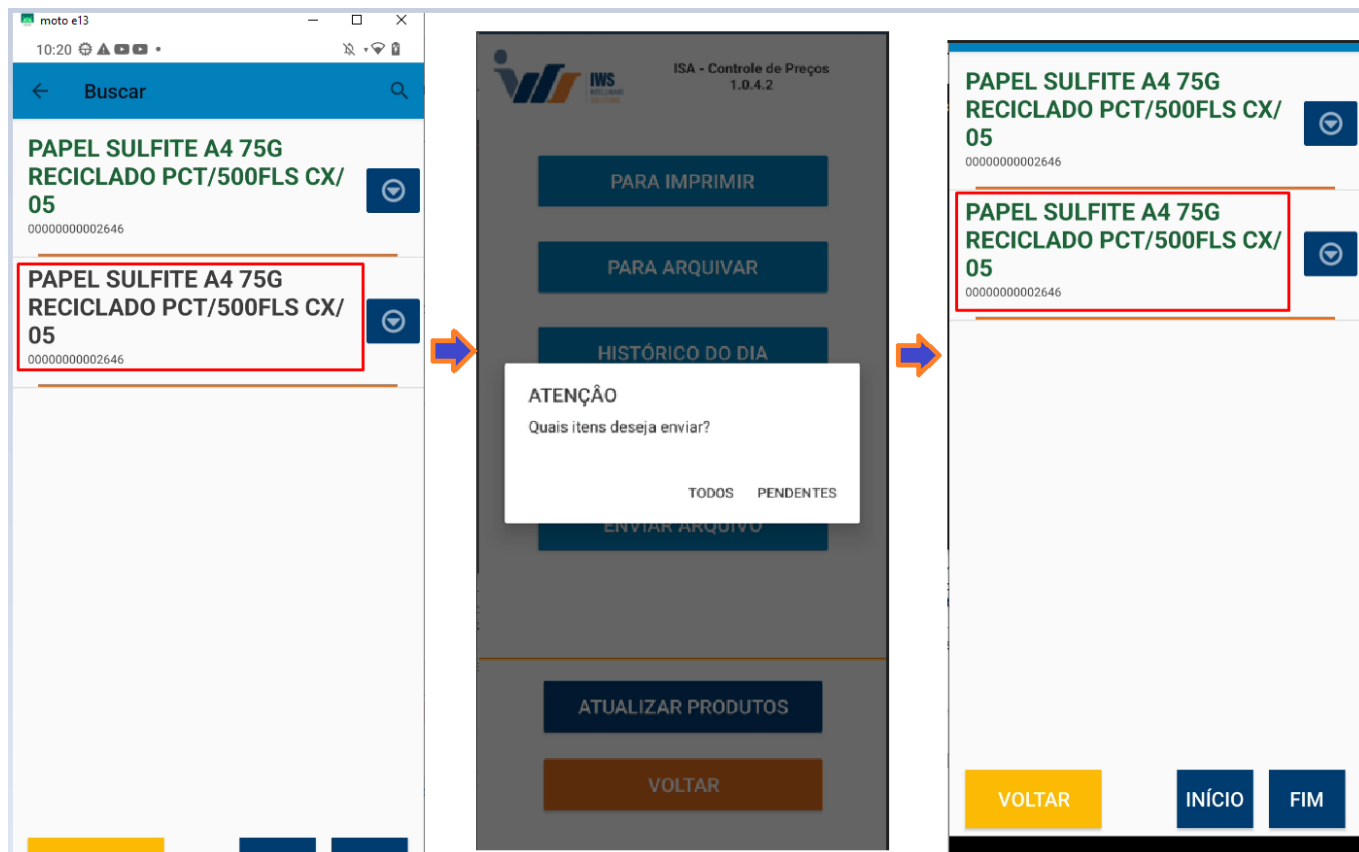 moto e13
10:20
Buscar
PAPEL SULFITE A4 75G
RECICLADO PCT/500FLS CX/
05
00000000002646
PAPEL SULFITE A4 75G
RECICLADO PCT/500FLS CX/
05
00000000002646
IWS
ISA - Controle de Preços
1.0.4.2
PARA IMPRIMIR
PARA ARQUIVAR
HISTÓRICO DO DIA
ATENÇÂO
Quais itens deseja enviar?
TODOS PENDENTES
ENVIAR ARQUIVO
ATUALIZAR PRODUTOS
VOLTAR
PAPEL SULFITE A4 75G
RECICLADO PCT/500FLS CX/
05
00000000002646
PAPEL SULFITE A4 75G
RECICLADO PCT/500FLS CX/
05
00000000002646
VOLTAR INÍCIO FIM